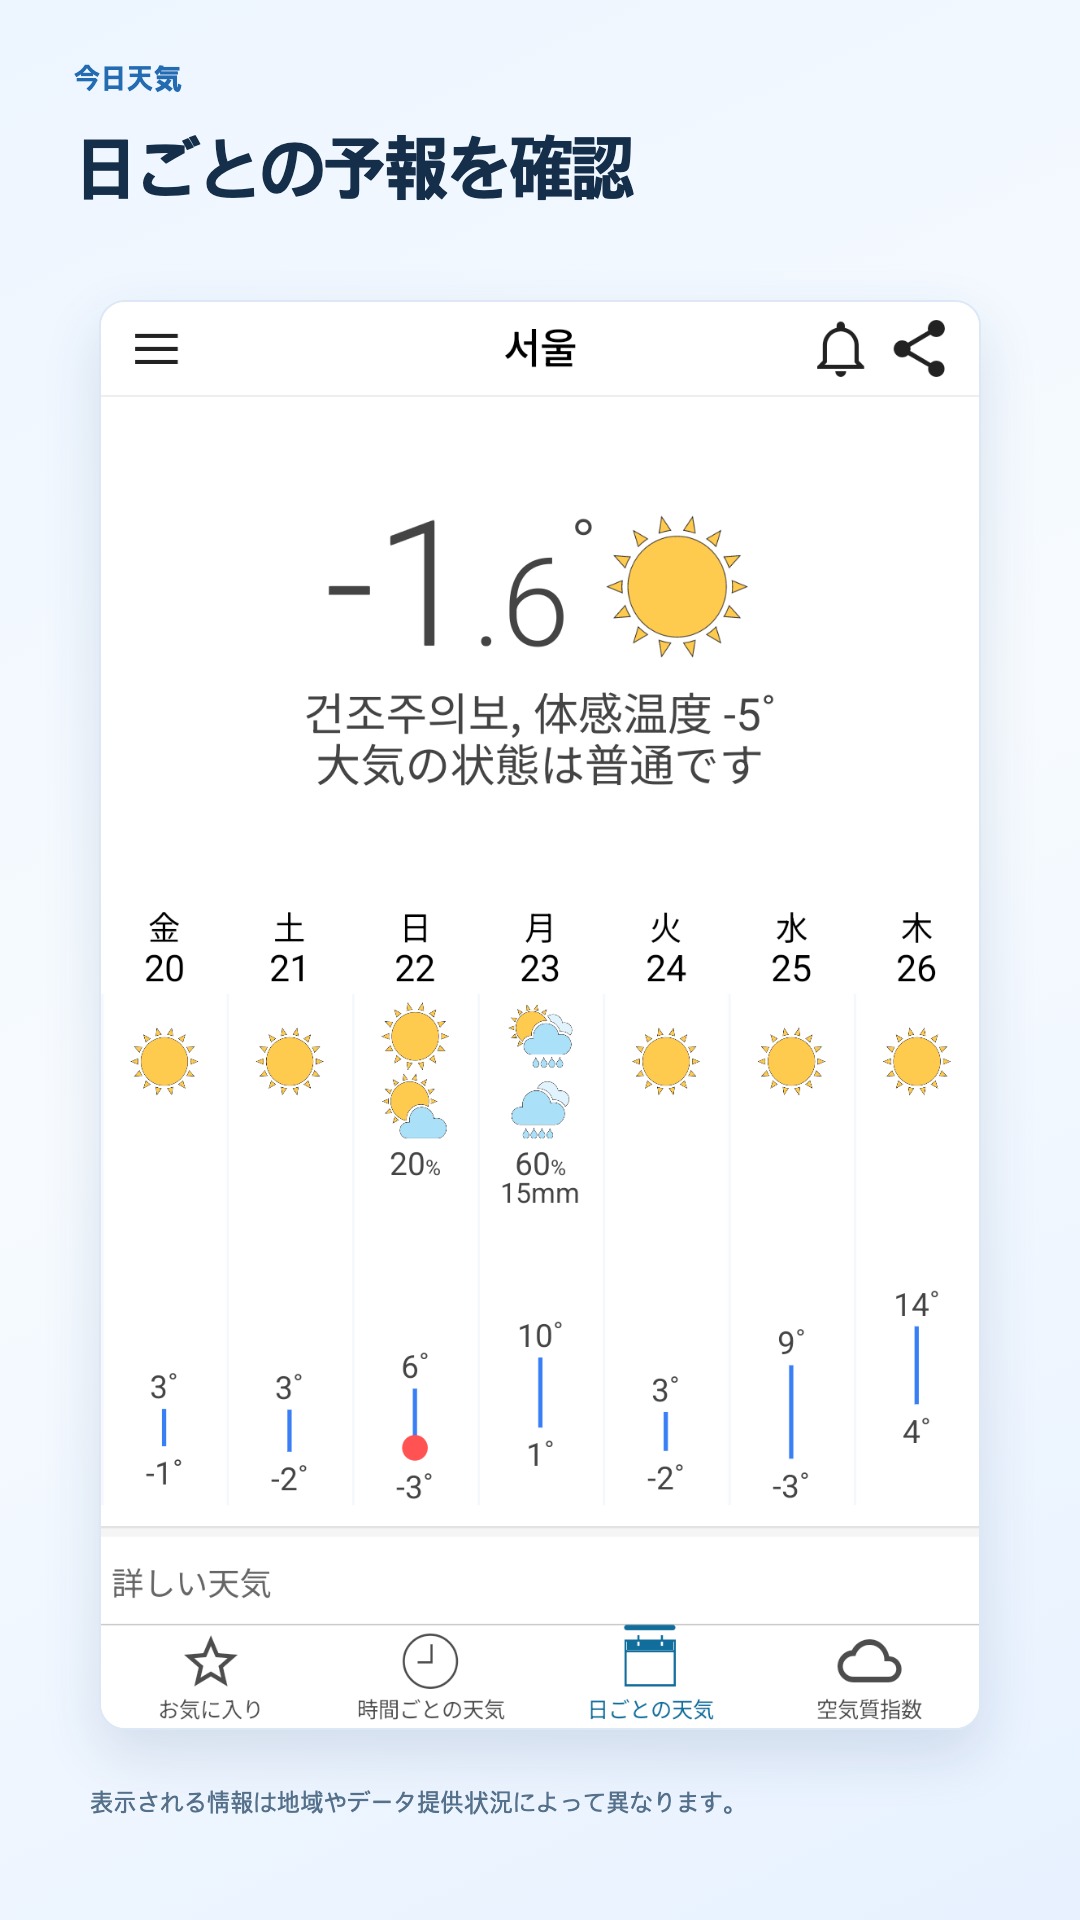 今日天気
日ごとの予報を確認
서울
-1.6°
건조주의보, 体感温度 -5°
大気の状態は普通です
金 土 日 月 火 水 木
20 21 22 23 24 25 26
20% 60%
15mm
14°
10° 9°
6°
3° 3° 3°
4°
1°
-1° -2° -3° -2° -3°
詳しい天気
お気に入り 時間ごとの天気 日ごとの天気 空気質指数
表示される情報は地域やデータ提供状況によって異なります。